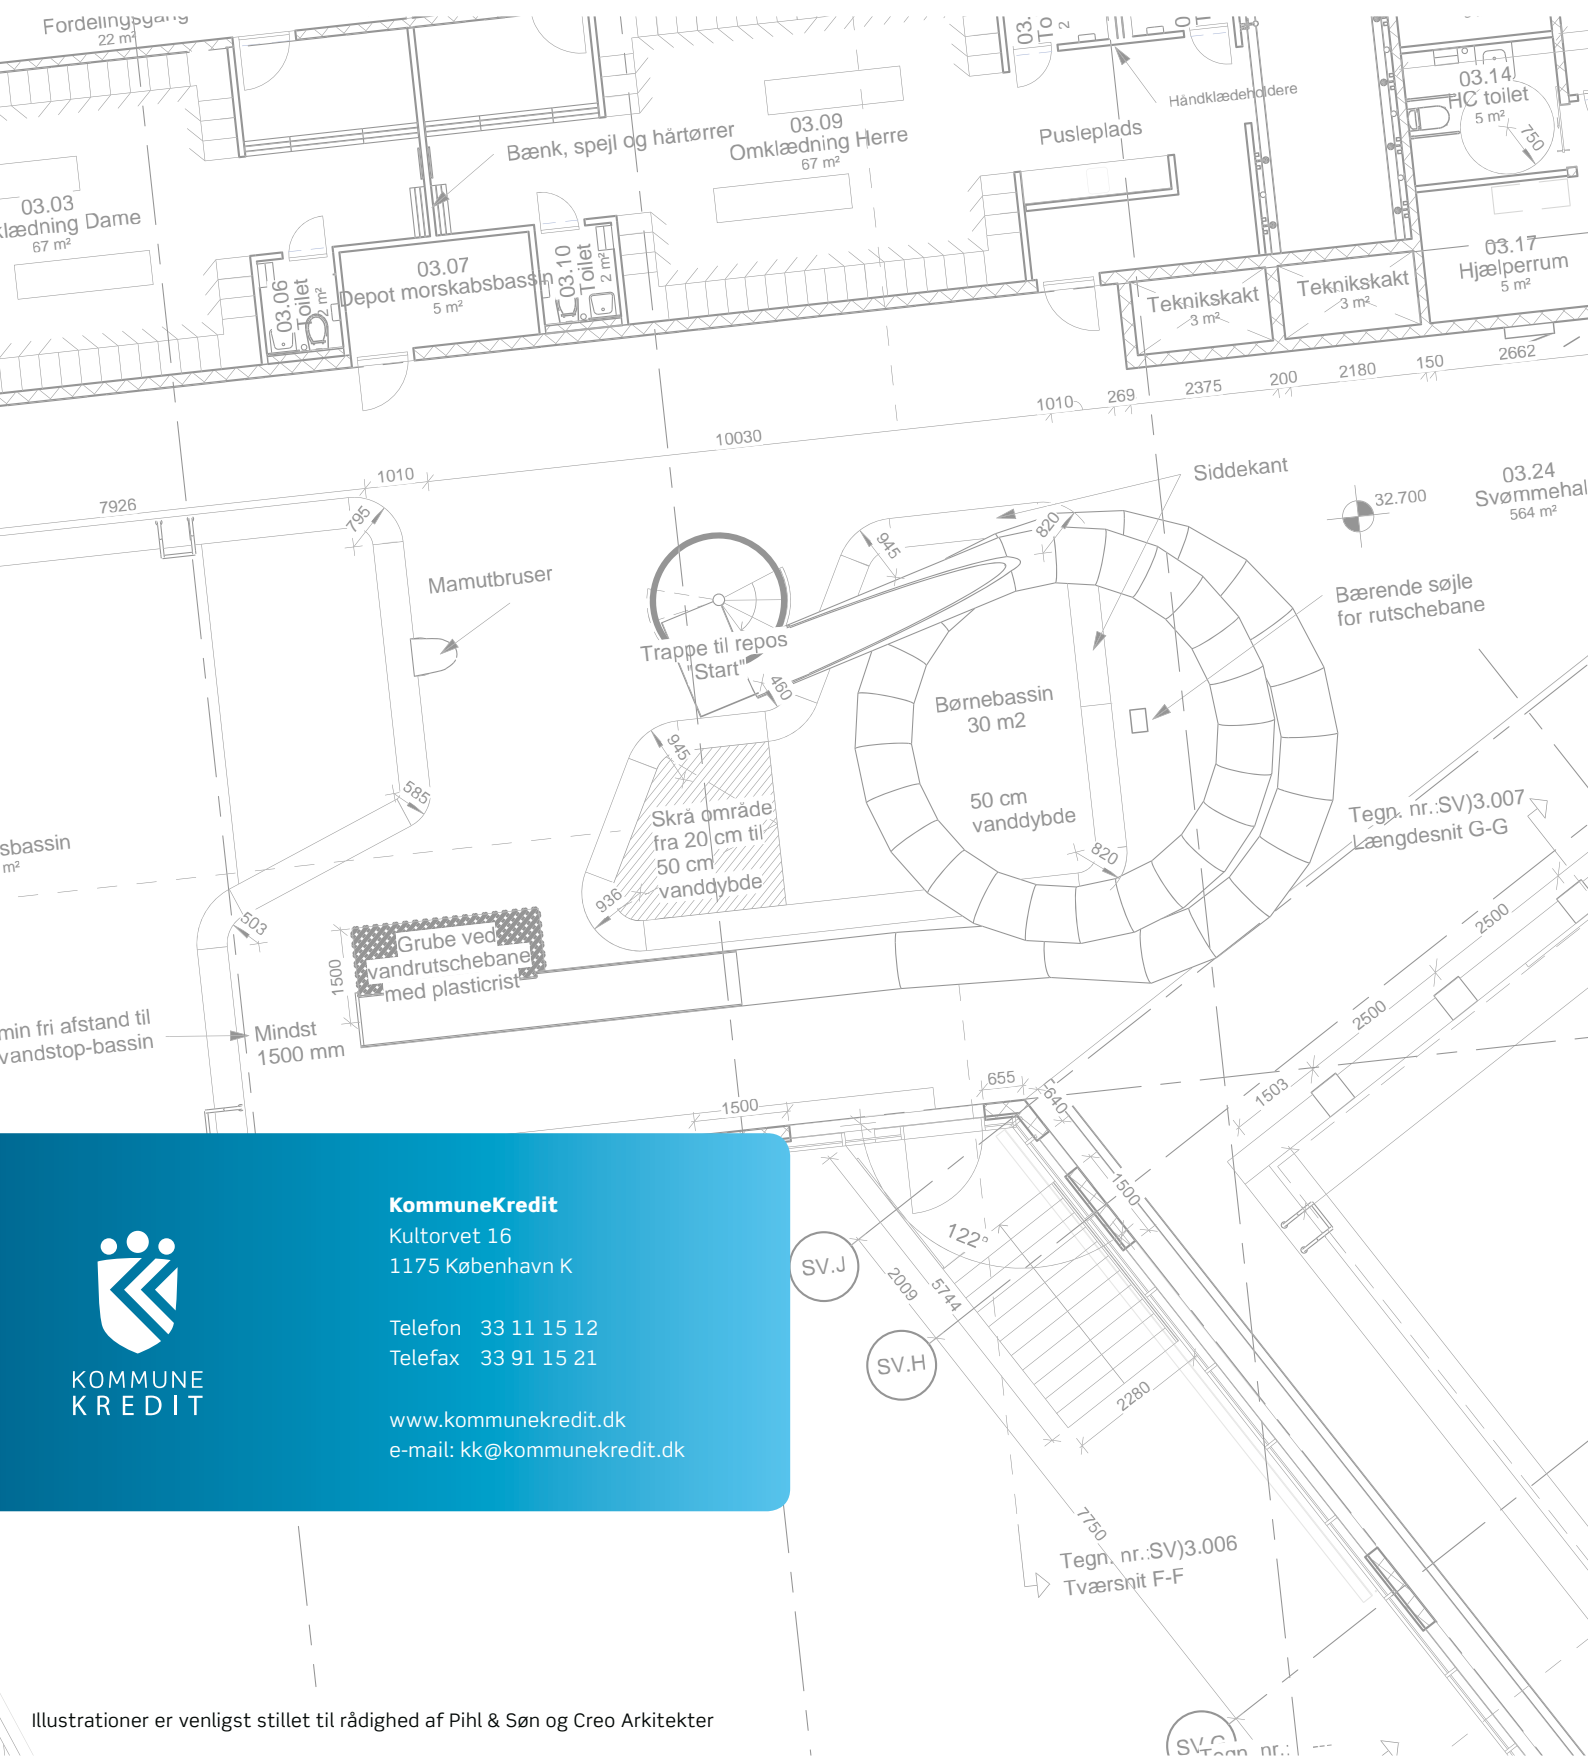 Fordelingsgang
22 m²
03.03
klædning Dame
67 m²
03.06
Toilet
2 m²
03.07
Depot morskabsbassin
5 m²
03.10
Toilet
2 m²
Bænk, spejl og hårtørrer
03.09
Omklædning Herre
67 m²
Håndklædeholdere
Pusleplads
03.14
HC toilet
5 m²
750
03.17
Hjælperrum
5 m²
Teknikskakt
3 m²
Teknikskakt
3 m²
7926
1010
10030
1010
269
2375
200
2180
150
2662
795
Mamutbruser
945
820
Siddekant
32.700
03.24
Svømmehal
564 m²
Bærende søjle
for rutschebane
Trappe til repos
"Start"
460
Børnebassin
30 m2
50 cm
vanddybde
820
945
Skrå område
fra 20 cm til
50 cm
vanddybde
936
585
503
sbassin
m²
Tegn. nr.:SV)3.007
Længdesnit G-G
2500
2500
1503
1500
Grube ved
vandrutschebane
med plasticrist
min fri afstand til
vandstop-bassin
Mindst
1500 mm
1500
655
640
1500
122°
SV.J
2009
5744
SV.H
2280
7750
Tegn. nr.:SV)3.006
Tværsnit F-F
KOMMUNE
KREDIT
KommuneKredit
Kultorvet 16
1175 København K
Telefon 33 11 15 12
Telefax 33 91 15 21
www.kommunekredit.dk
e-mail: kk@kommunekredit.dk
Illustrationer er venligst stillet til rådighed af Pihl & Søn og Creo Arkitekter
SV.G
Tegn. nr.: